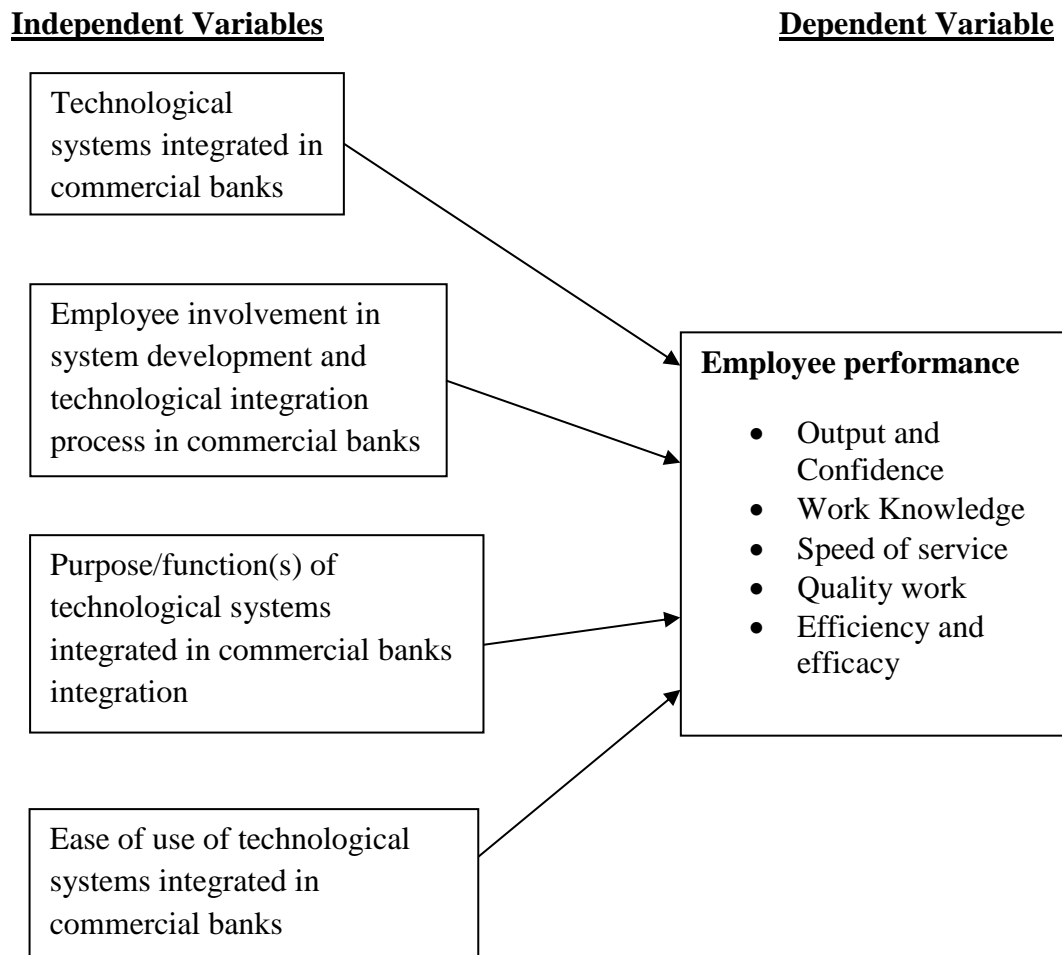 Independent Variables
Dependent Variable
Technological
systems integrated in
commercial banks
Employee involvement in
system development and
technological integration
process in commercial banks
Purpose/function(s) of
technological systems
integrated in commercial banks
integration
Ease of use of technological
systems integrated in
commercial banks
Employee performance
• Output and
Confidence
• Work Knowledge
• Speed of service
• Quality work
• Efficiency and
efficacy